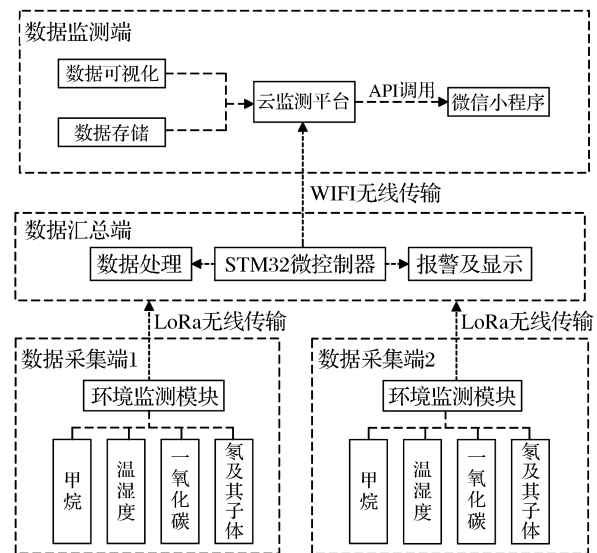 数据监测端
数据可视化
数据存储
云监测平台
API调用
微信小程序
WIFI无线传输
数据汇总端
数据处理
STM32微控制器
报警及显示
LoRa无线传输
LoRa无线传输
数据采集端1
环境监测模块
甲烷
温湿度
一氧化碳
氡及其子体
数据采集端2
环境监测模块
甲烷
温湿度
一氧化碳
氡及其子体